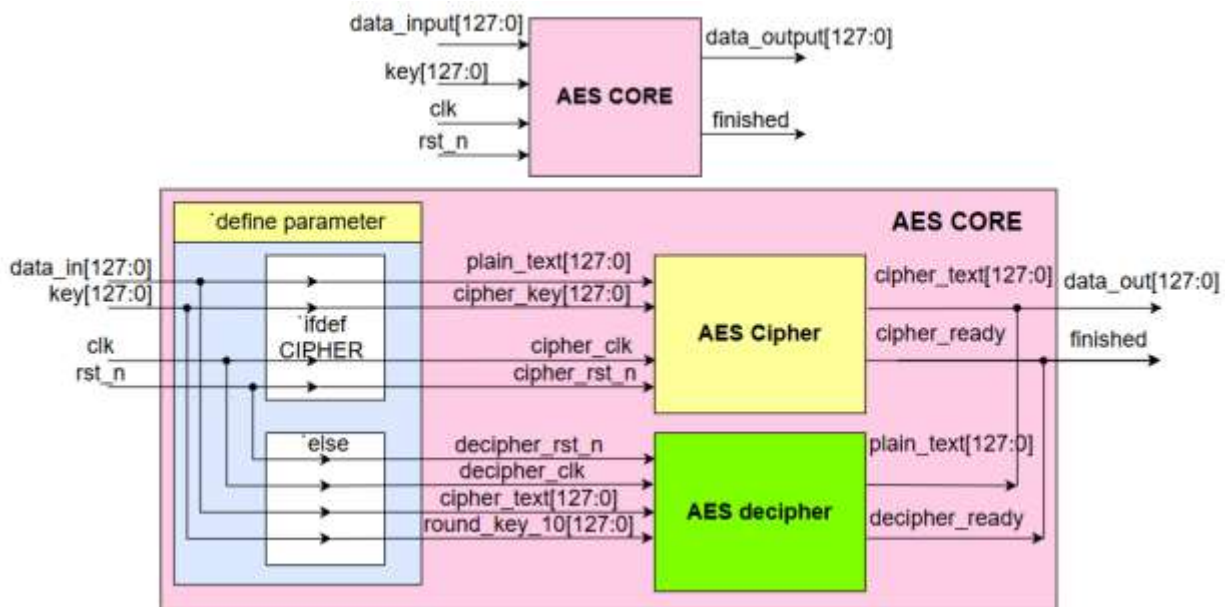 data_input[127:0]
key[127:0]
clk
rst_n
AES CORE
data_output[127:0]
finished
`define parameter
AES CORE
data_in[127:0]
key[127:0]
clk
rst_n
`ifdef
CIPHER
plain_text[127:0]
cipher_key[127:0]
cipher_clk
cipher_rst_n
AES Cipher
cipher_text[127:0]
cipher_ready
data_out[127:0]
finished
`else
decipher_rst_n
decipher_clk
cipher_text[127:0]
round_key_10[127:0]
AES decipher
plain_text[127:0]
decipher_ready